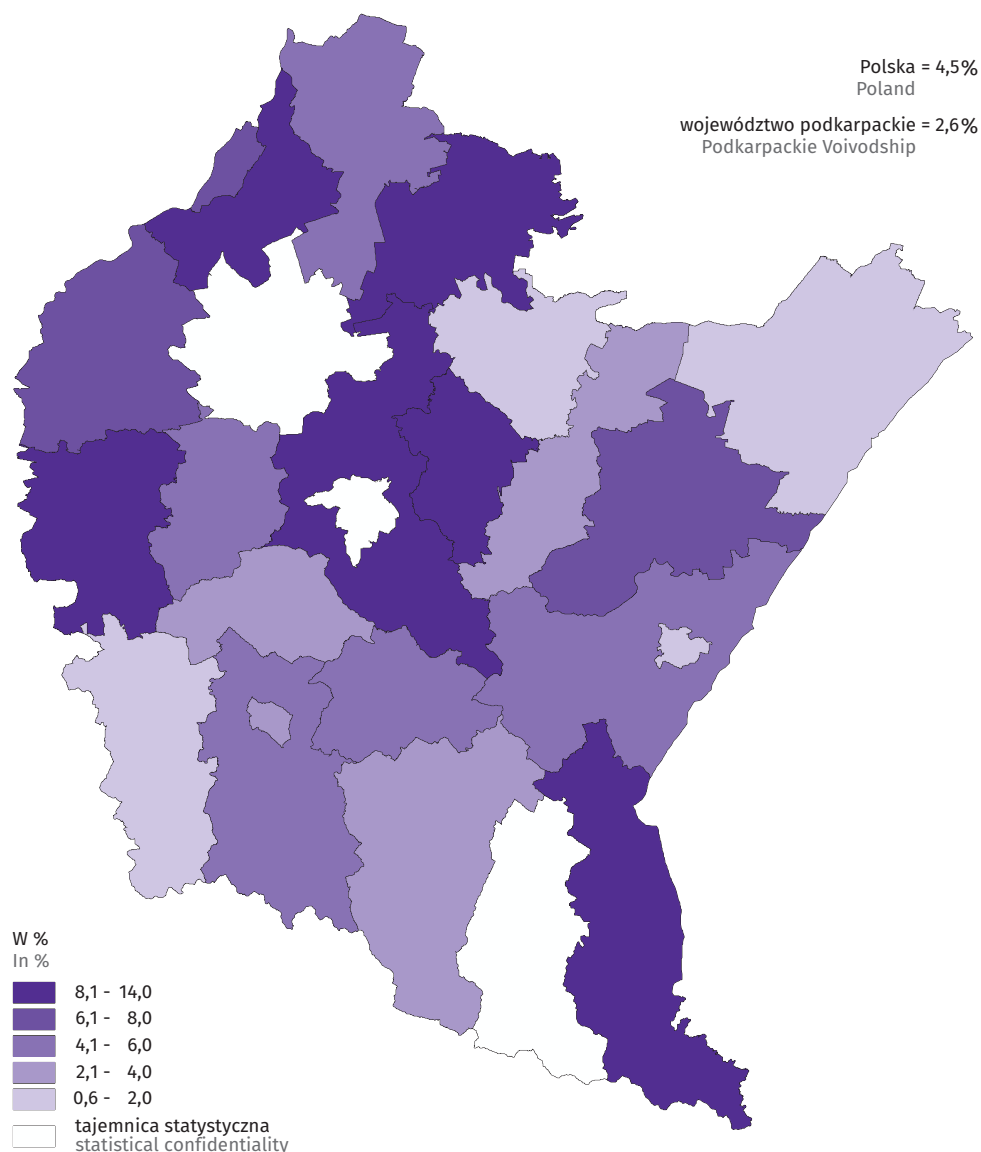 Polska = 4,5%
Poland
województwo podkarpackie = 2,6%
Podkarpackie Voivodship
W %
In %
8,1 - 14,0
6,1 - 8,0
4,1 - 6,0
2,1 - 4,0
0,6 - 2,0
tajemnica statystyczna
statistical confidentiality